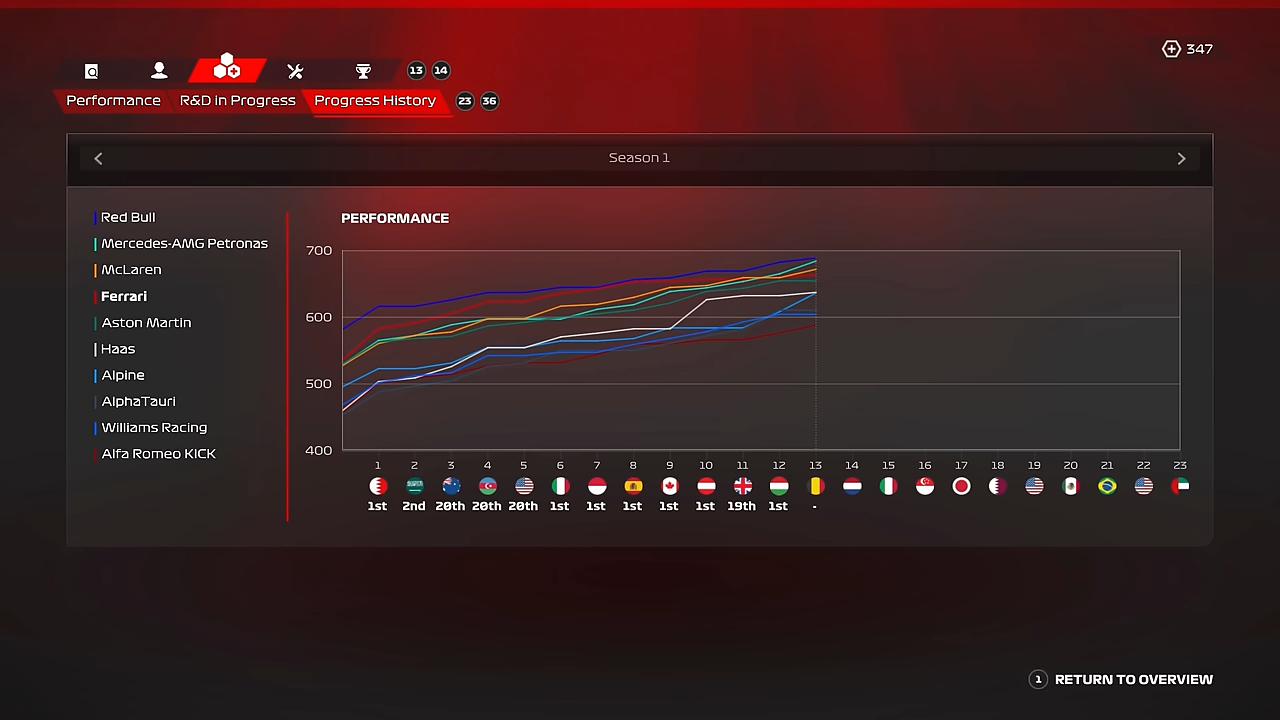 347
13 14
Performance R&D in Progress Progress History 23 36
Season 1
Red Bull
Mercedes-AMG Petronas
McLaren
Ferrari
Aston Martin
Haas
Alpine
AlphaTauri
Williams Racing
Alfa Romeo KICK
PERFORMANCE
700
600
500
400
1 2 3 4 5 6 7 8 9 10 11 12 13 14 15 16 17 18 19 20 21 22 23
1st 2nd 20th 20th 20th 1st 1st 1st 1st 1st 19th 1st -
1 RETURN TO OVERVIEW